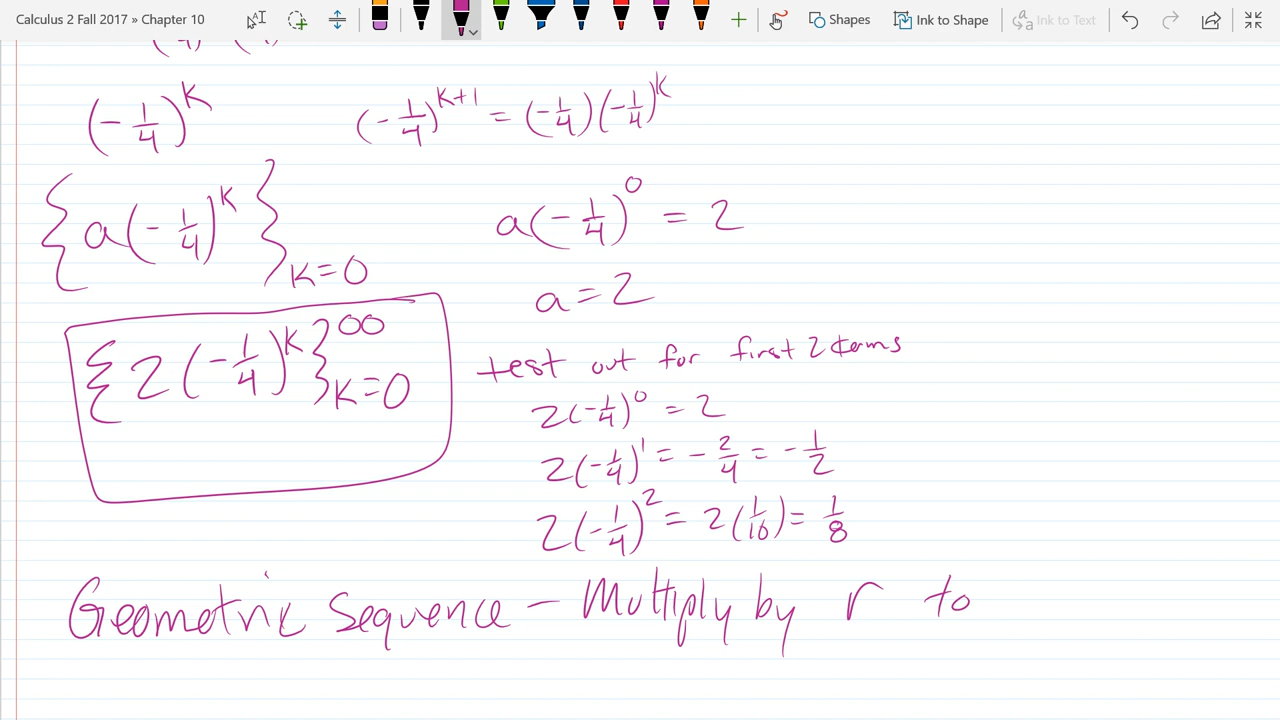 Calculus 2 Fall 2017 » Chapter 10
Shapes
Ink to Shape
Ink to Text
(-1/4)^k
(-1/4)^{k+1} = (-1/4)(-1/4)^k
{a(-1/4)^k}_{k=0}
a(-1/4)^0 = 2
a = 2
{2(-1/4)^k}^∞_{k=0}
test out for first 2 terms
2(-1/4)^0 = 2
2(-1/4)^1 = -2/4 = -1/2
2(-1/4)^2 = 2(1/16) = 1/8
Geometric Sequence - Multiply by r to